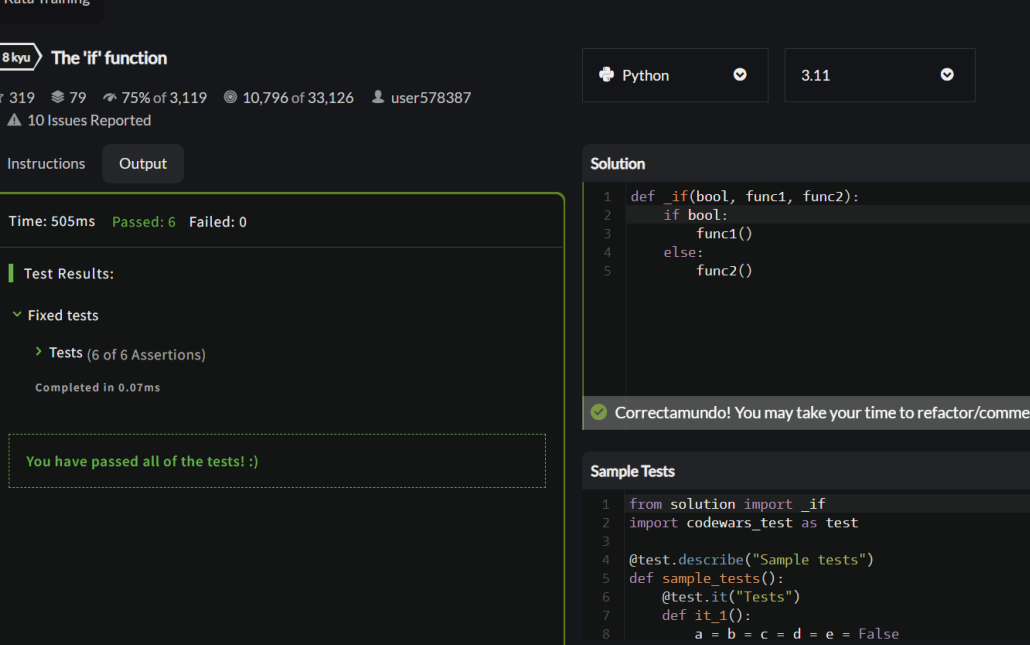 Kata Training
8 kyu The 'if' function
319 79 75% of 3,119 10,796 of 33,126 user578387
10 Issues Reported
Instructions Output
Time: 505ms Passed: 6 Failed: 0
Test Results:
Fixed tests
Tests (6 of 6 Assertions)
Completed in 0.07ms
You have passed all of the tests! :)
Python 3.11
Solution
1 def _if(bool, func1, func2):
2 if bool:
3 func1()
4 else:
5 func2()
Correctamundo! You may take your time to refactor/comme
Sample Tests
1 from solution import _if
2 import codewars_test as test
3
4 @test.describe("Sample tests")
5 def sample_tests():
6 @test.it("Tests")
7 def it_1():
8 a = b = c = d = e = False